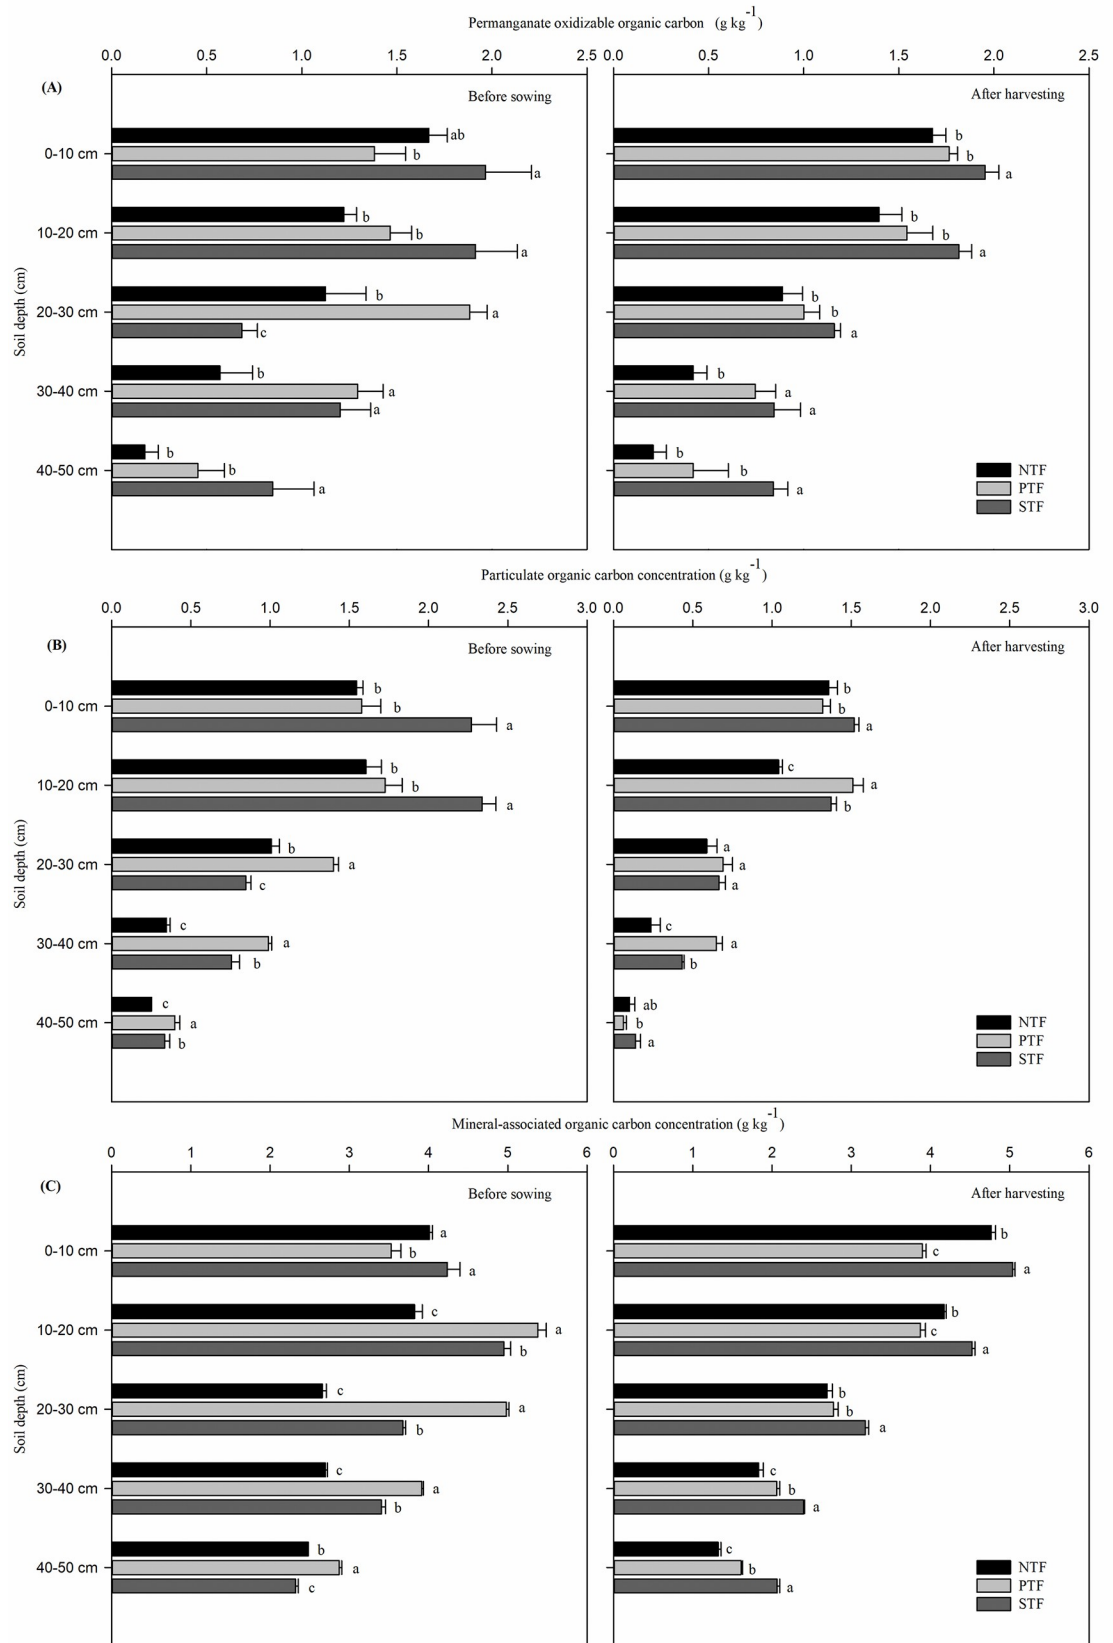 Permanganate oxidizable organic carbon (g kg-1)
0.0 0.5 1.0 1.5 2.0 2.5 0.0 0.5 1.0 1.5 2.0 2.5
(A)
Before sowing After harvesting
ab b
0-10 cm b b
a a
b b
10-20 cm b b
a a
b b
20-30 cm a b
c a
b b
30-40 cm a a
a a
b b
40-50 cm b b
a a
Soil depth (cm)
NTF
PTF
STF
Particulate organic carbon concentration (g kg-1)
0.0 0.5 1.0 1.5 2.0 2.5 3.0 0.0 0.5 1.0 1.5 2.0 2.5 3.0
(B)
Before sowing After harvesting
b b
0-10 cm b b
a a
b c
10-20 cm b a
a b
b a
20-30 cm a a
c a
c c
30-40 cm a a
b b
c ab
40-50 cm a b
b a
Soil depth (cm)
NTF
PTF
STF
Mineral-associated organic carbon concentration (g kg-1)
0 1 2 3 4 5 6 0 1 2 3 4 5 6
(C)
Before sowing After harvesting
a b
0-10 cm b c
a a
c b
10-20 cm a c
b a
c b
20-30 cm a b
b a
c c
30-40 cm a b
b a
b c
40-50 cm a b
c a
Soil depth (cm)
NTF
PTF
STF